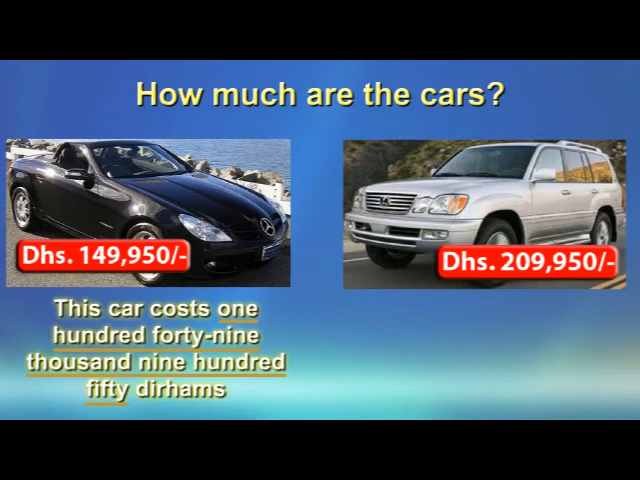 How much are the cars?
Dhs. 149,950/-
Dhs. 209,950/-
This car costs one
hundred forty-nine
thousand nine hundred
fifty dirhams